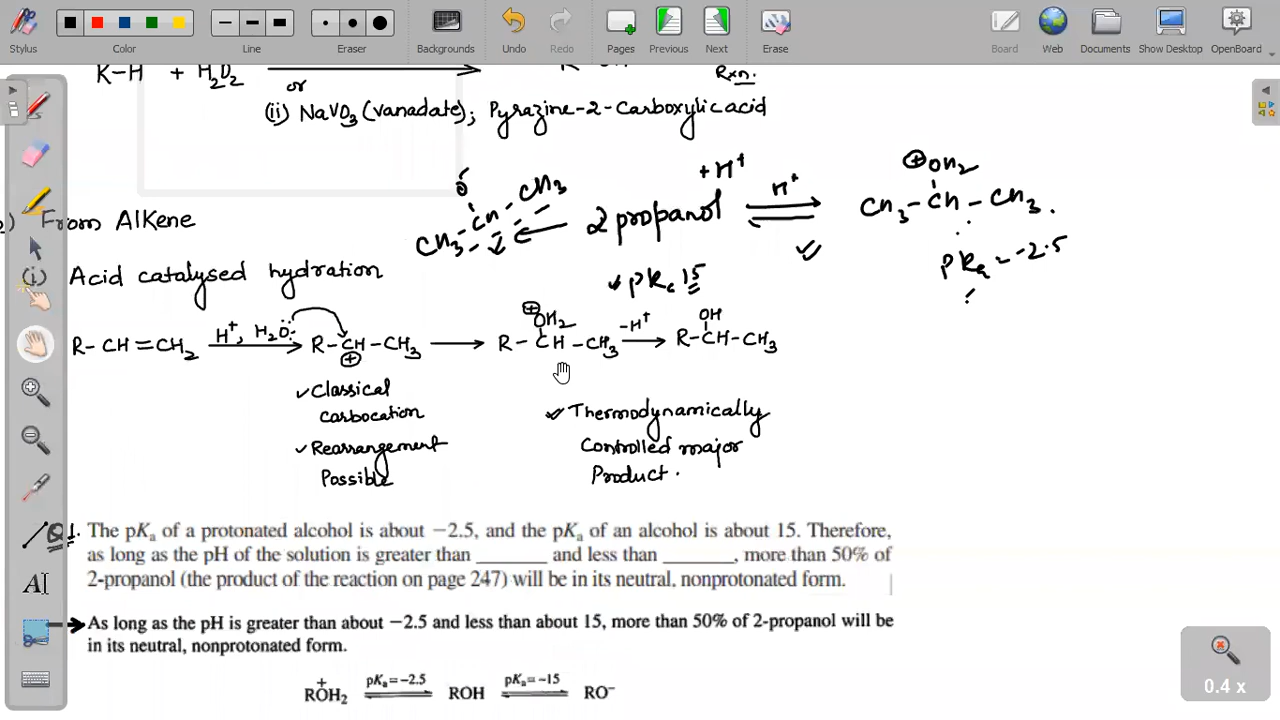 Stylus
Color
Line
Eraser
Backgrounds
Undo
Redo
Pages
Previous
Next
Erase
Board
Web
Documents
Show Desktop
OpenBoard
R-H + H2O2
or
Rxn.
(ii) NaVO3 (vanadate); Pyrazine-2-Carboxylic acid
+H+
⊕OH2
CH3-CH-CH3
2 propanol
H+
CH3-CH-CH3.
From Alkene
(i) Acid catalysed hydration
pKa = -2.5
R-CH=CH2
H+, H2O:
R-CH-CH3
⊕
⊕OH2
R-CH-CH3
-H+
OH
R-CH-CH3
✓ Classical
carbocation
✓ Rearrangement
Possible
✓ Thermodynamically
Controlled major
Product.
Q1. The pKa of a protonated alcohol is about −2.5, and the pKa of an alcohol is about 15. Therefore,
as long as the pH of the solution is greater than ________ and less than ________, more than 50% of
2-propanol (the product of the reaction on page 247) will be in its neutral, nonprotonated form.
As long as the pH is greater than about −2.5 and less than about 15, more than 50% of 2-propanol will be
in its neutral, nonprotonated form.
+
ROH2 pKa=−2.5 ROH pKa=~15 RO−
0.4 x